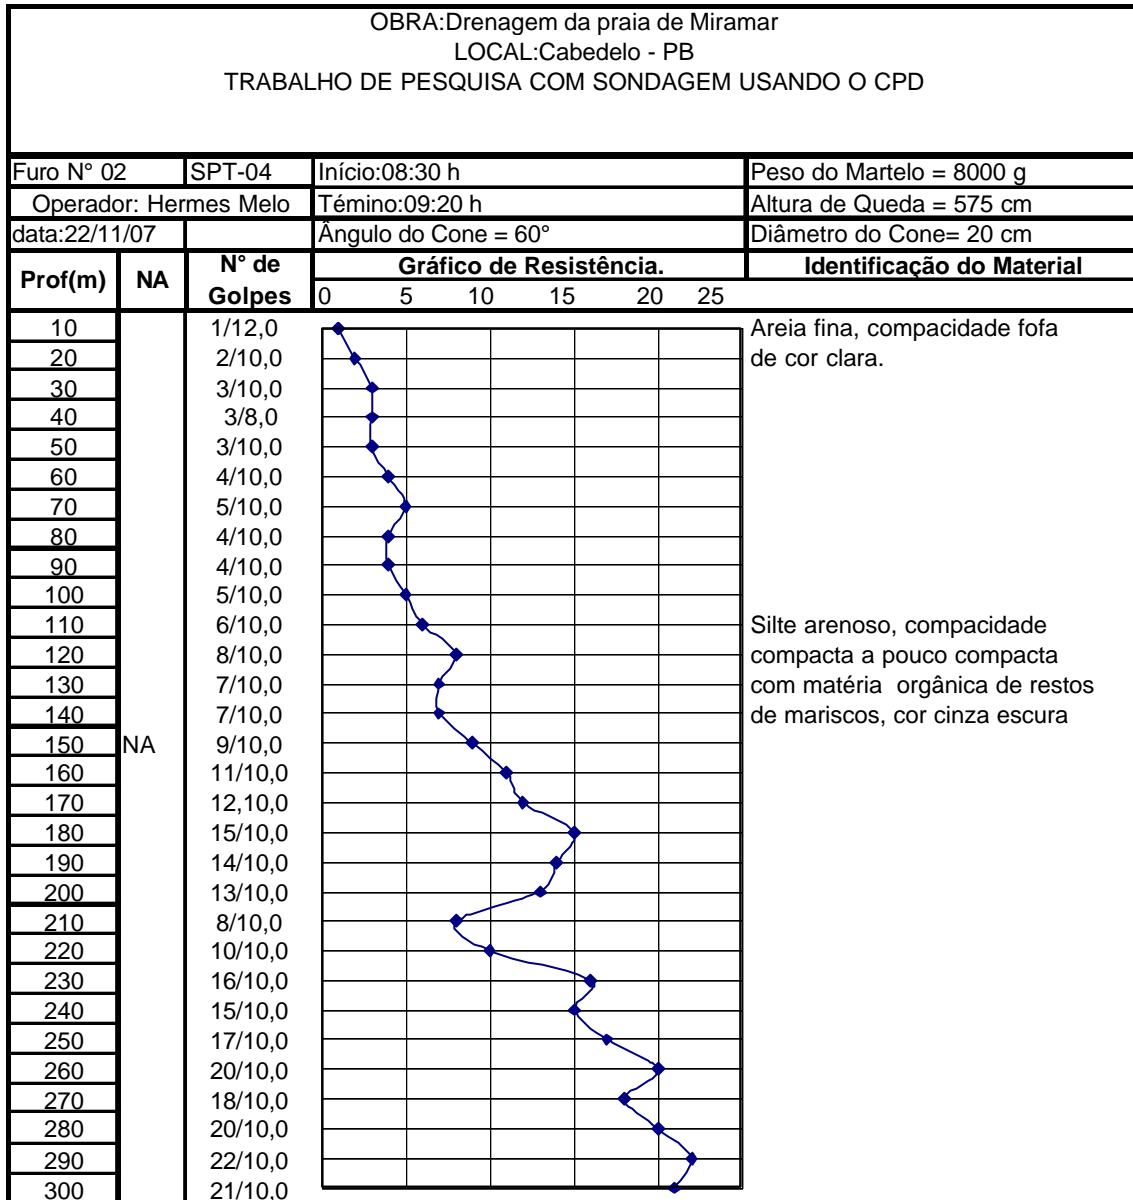 OBRA:Drenagem da praia de Miramar
LOCAL:Cabedelo - PB
TRABALHO DE PESQUISA COM SONDAGEM USANDO O CPD
Furo N° 02 SPT-04 Início:08:30 h Peso do Martelo = 8000 g
Operador: Hermes Melo Témino:09:20 h Altura de Queda = 575 cm
data:22/11/07 Ângulo do Cone = 60° Diâmetro do Cone= 20 cm
Prof(m) NA N° de Golpes Gráfico de Resistência. Identificação do Material
0 5 10 15 20 25
10 1/12,0 Areia fina, compacidade fofa
20 2/10,0 de cor clara.
30 3/10,0
40 3/8,0
50 3/10,0
60 4/10,0
70 5/10,0
80 4/10,0
90 4/10,0
100 5/10,0
110 6/10,0 Silte arenoso, compacidade
120 8/10,0 compacta a pouco compacta
130 7/10,0 com matéria orgânica de restos
140 7/10,0 de mariscos, cor cinza escura
150 NA 9/10,0
160 11/10,0
170 12,10,0
180 15/10,0
190 14/10,0
200 13/10,0
210 8/10,0
220 10/10,0
230 16/10,0
240 15/10,0
250 17/10,0
260 20/10,0
270 18/10,0
280 20/10,0
290 22/10,0
300 21/10,0